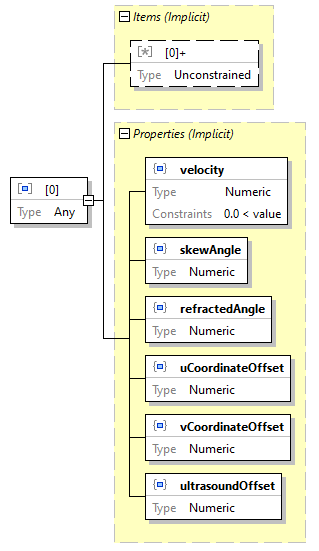 Items (Implicit)
[0]+
Type Unconstrained
Properties (Implicit)
velocity
Type Numeric
Constraints 0.0 < value
[0]
Type Any
skewAngle
Type Numeric
refractedAngle
Type Numeric
uCoordinateOffset
Type Numeric
vCoordinateOffset
Type Numeric
ultrasoundOffset
Type Numeric